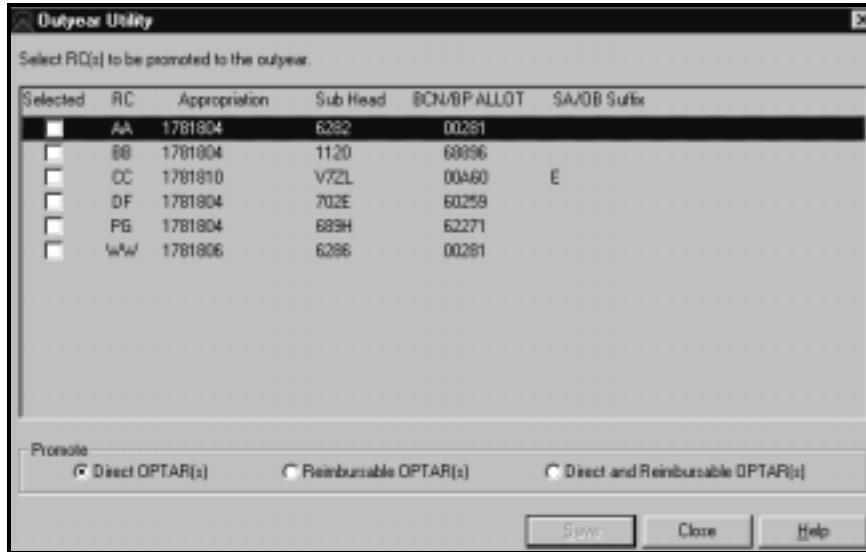 Outyear Utility
Select RC(s) to be promoted to the outyear.
Selected RC Appropriation Sub Head BCN/BP ALLOT SA/OB Suffix
AA 1781804 6282 00281
BB 1781804 1120 68896
CC 1781810 V7ZL 00A60 E
DF 1781804 702E 60259
PG 1781804 689H 62271
WW 1781806 6286 00281
Promote
Direct OPTAR(s) Reimbursable OPTAR(s) Direct and Reimbursable OPTAR(s)
Save Close Help